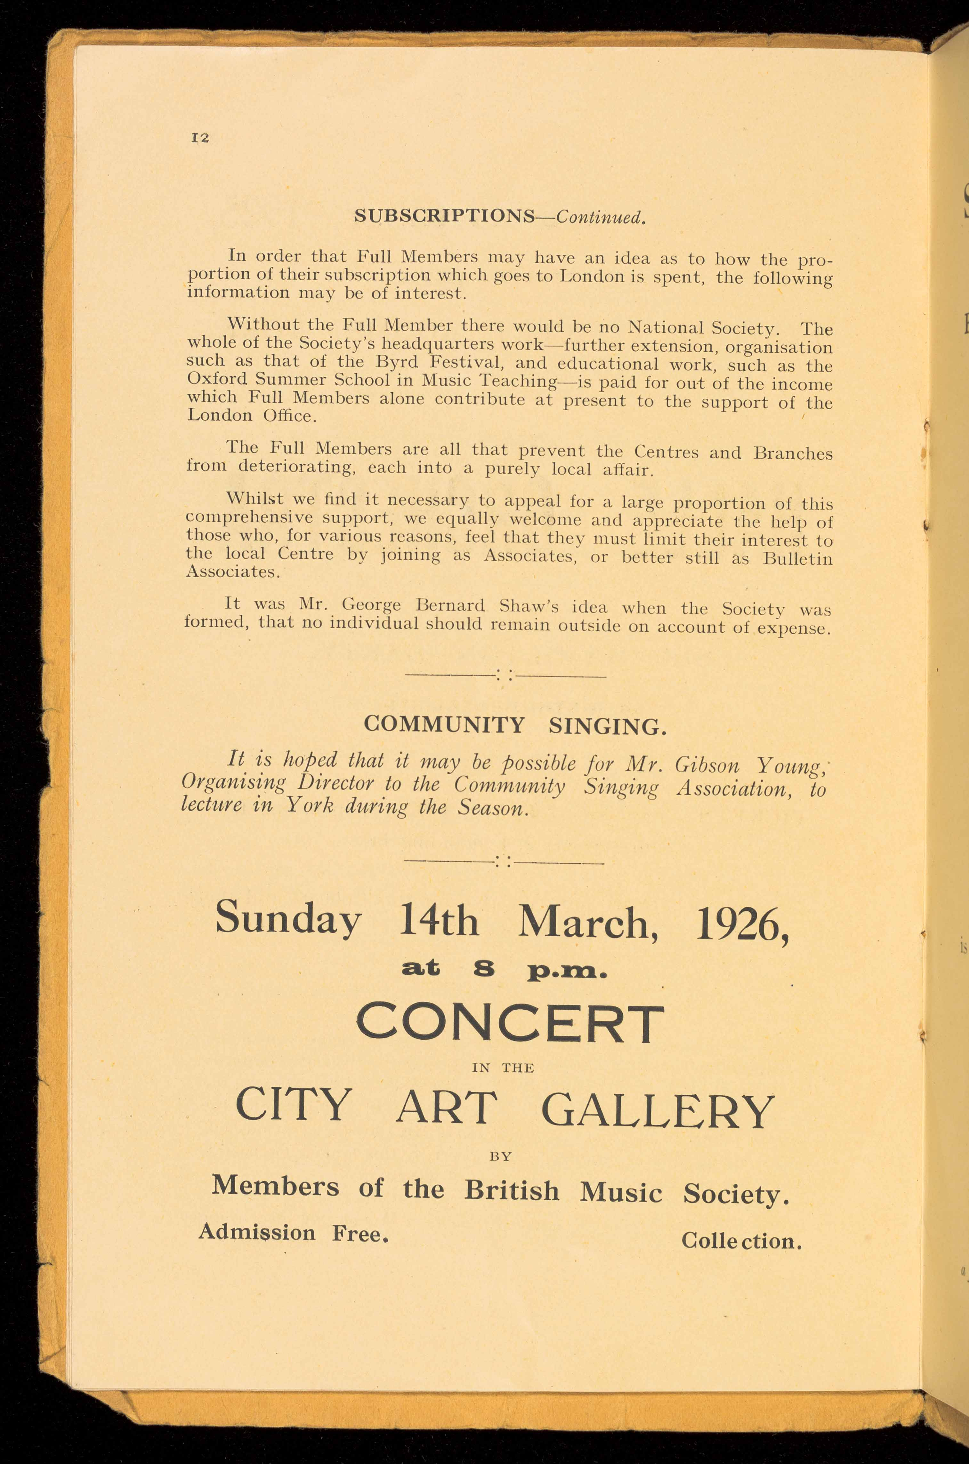 12
SUBSCRIPTIONS—Continued.
In order that Full Members may have an idea as to how the pro-
portion of their subscription which goes to London is spent, the following
information may be of interest.
Without the Full Member there would be no National Society. The
whole of the Society's headquarters work—further extension, organisation
such as that of the Byrd Festival, and educational work, such as the
Oxford Summer School in Music Teaching—is paid for out of the income
which Full Members alone contribute at present to the support of the
London Office.
The Full Members are all that prevent the Centres and Branches
from deteriorating, each into a purely local affair.
Whilst we find it necessary to appeal for a large proportion of this
comprehensive support, we equally welcome and appreciate the help of
those who, for various reasons, feel that they must limit their interest to
the local Centre by joining as Associates, or better still as Bulletin
Associates.
It was Mr. George Bernard Shaw's idea when the Society was
formed, that no individual should remain outside on account of expense.
COMMUNITY SINGING.
It is hoped that it may be possible for Mr. Gibson Young,
Organising Director to the Community Singing Association, to
lecture in York during the Season.
Sunday 14th March, 1926,
at 8 p.m.
CONCERT
IN THE
CITY ART GALLERY
BY
Members of the British Music Society.
Admission Free. Collection.